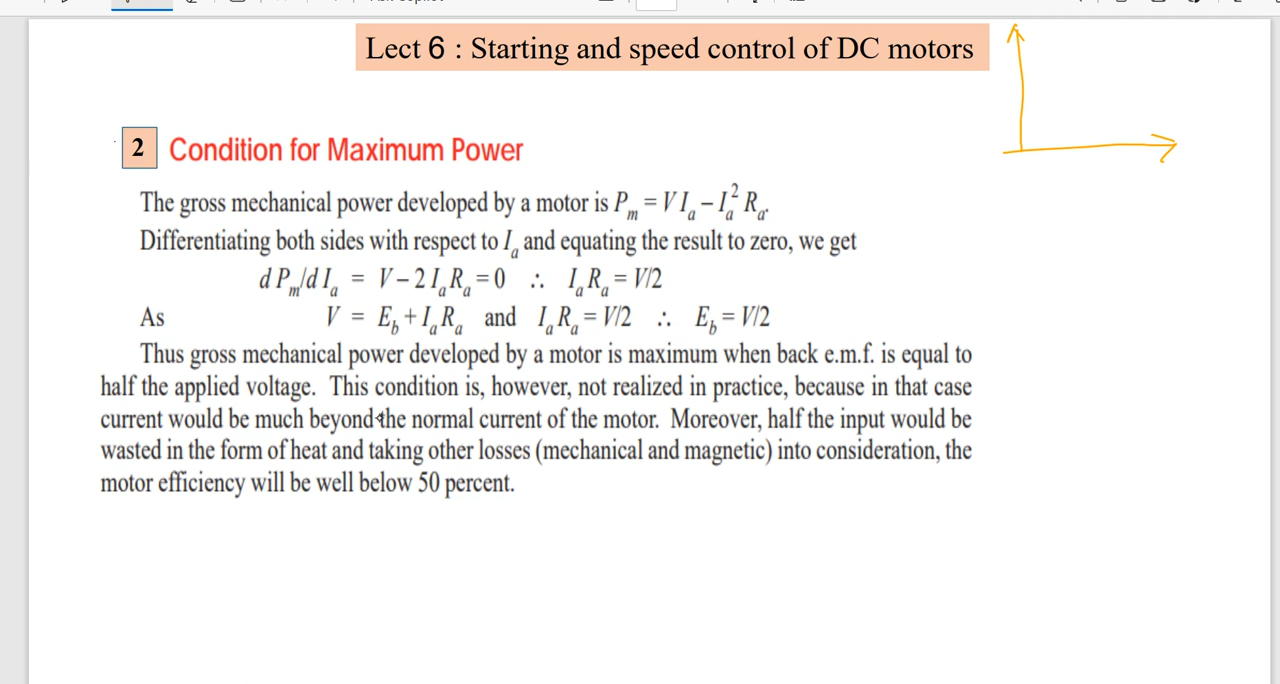 Lect 6 : Starting and speed control of DC motors
2 Condition for Maximum Power
The gross mechanical power developed by a motor is Pₘ = V Iₐ – Iₐ² Rₐ.
Differentiating both sides with respect to Iₐ and equating the result to zero, we get
d Pₘ/d Iₐ = V – 2 Iₐ Rₐ = 0 ∴ Iₐ Rₐ = V/2
As V = E_b + Iₐ Rₐ and Iₐ Rₐ = V/2 ∴ E_b = V/2
Thus gross mechanical power developed by a motor is maximum when back e.m.f. is equal to
half the applied voltage. This condition is, however, not realized in practice, because in that case
current would be much beyond the normal current of the motor. Moreover, half the input would be
wasted in the form of heat and taking other losses (mechanical and magnetic) into consideration, the
motor efficiency will be well below 50 percent.